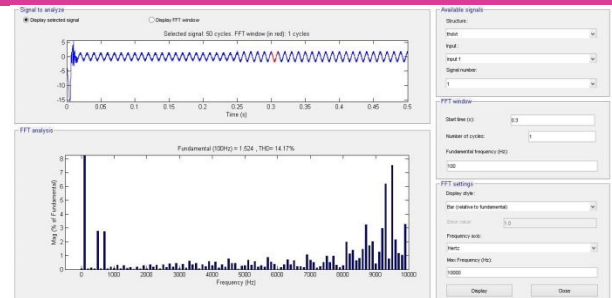 Signal to analyze
Display selected signal
Display FFT window
Selected signal: 50 cycles. FFT window (in red): 1 cycles
5
0
-5
-10
-15
0 0.05 0.1 0.15 0.2 0.25 0.3 0.35 0.4 0.45 0.5
Time (s)
FFT analysis
Fundamental (100Hz) = 1.524 , THD= 14.17%
Mag (% of Fundamental)
8
7
6
5
4
3
2
1
0
0 1000 2000 3000 4000 5000 6000 7000 8000 9000 10000
Frequency (Hz)
Available signals
Structure:
Input:
input 1
Signal number:
1
FFT window
Start time (s): 0.3
Number of cycles: 1
Fundamental frequency (Hz):
100
FFT settings
Display style:
Bar (relative to fundamental)
Base value 1.0
Frequency axis:
Hertz
Max Frequency (Hz):
10000
Display
Close